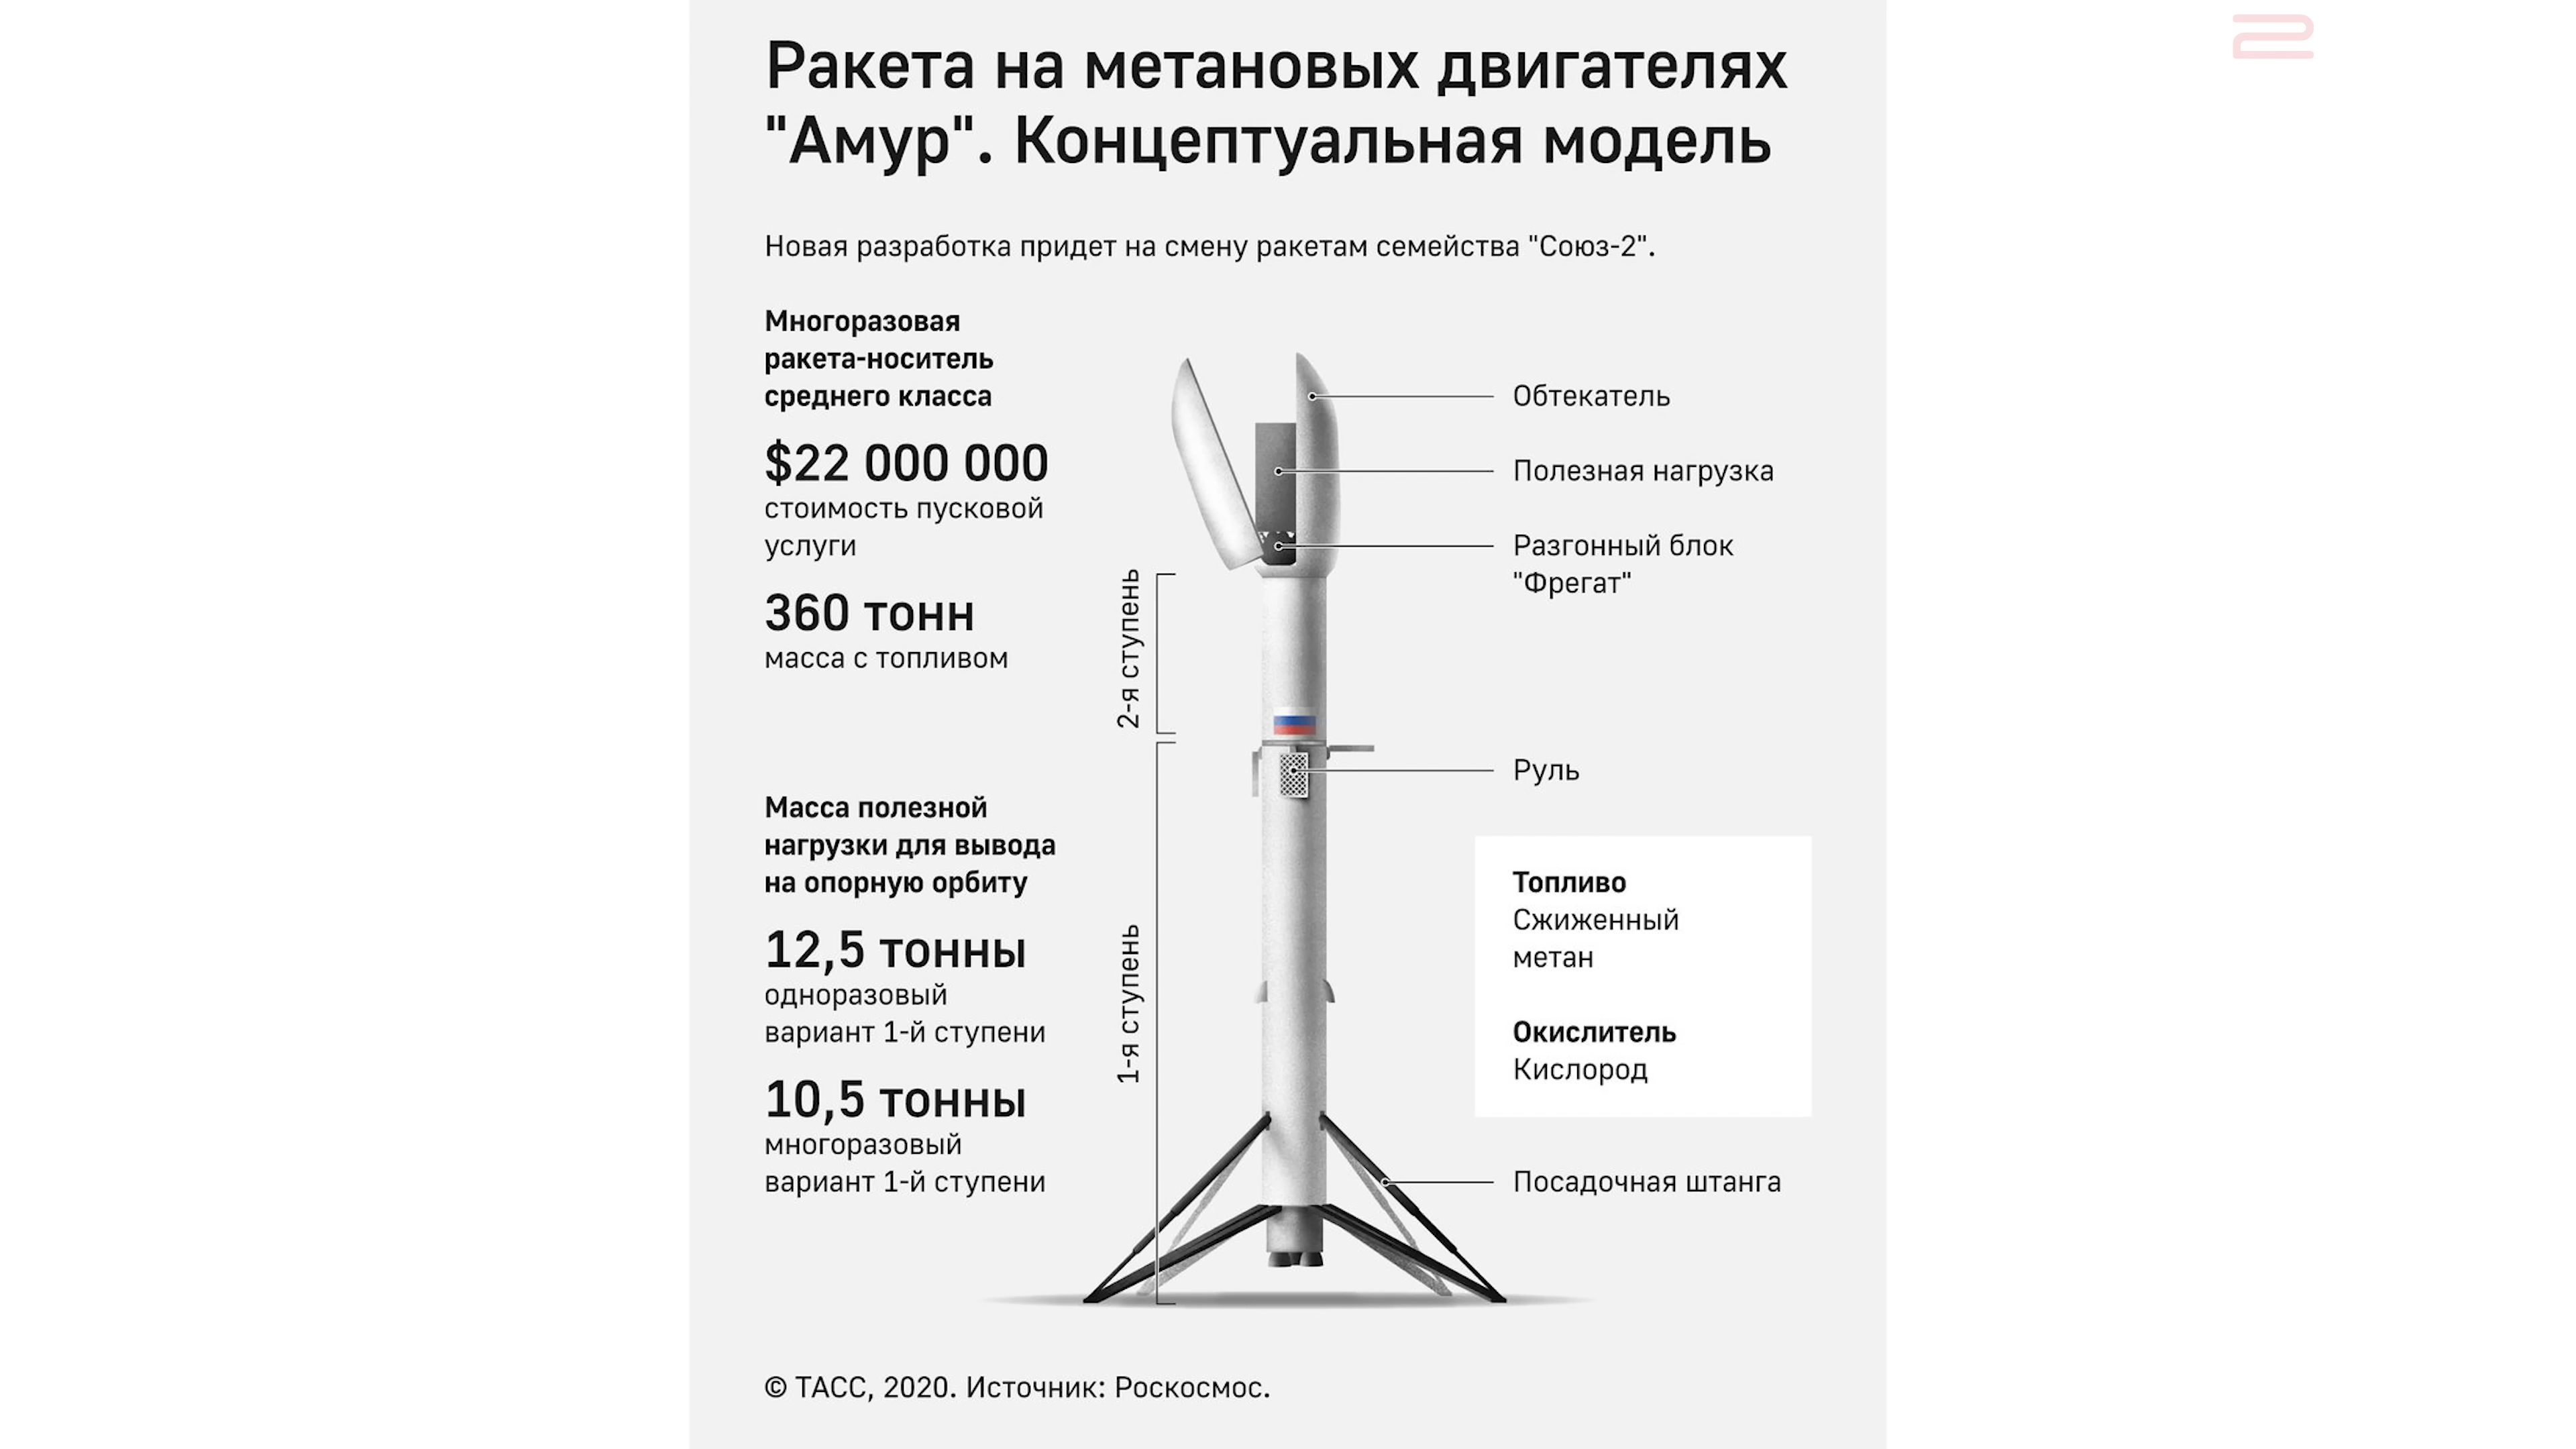 Ракета на метановых двигателях
"Амур". Концептуальная модель
Новая разработка придет на смену ракетам семейства "Союз-2".
Многоразовая
ракета-носитель
среднего класса
$22 000 000
стоимость пусковой
услуги
360 тонн
масса с топливом
Масса полезной
нагрузки для вывода
на опорную орбиту
12,5 тонны
одноразовый
вариант 1-й ступени
10,5 тонны
многоразовый
вариант 1-й ступени
2-я ступень
1-я ступень
Обтекатель
Полезная нагрузка
Разгонный блок
"Фрегат"
Руль
Топливо
Сжиженный
метан
Окислитель
Кислород
Посадочная штанга
© ТАСС, 2020. Источник: Роскосмос.